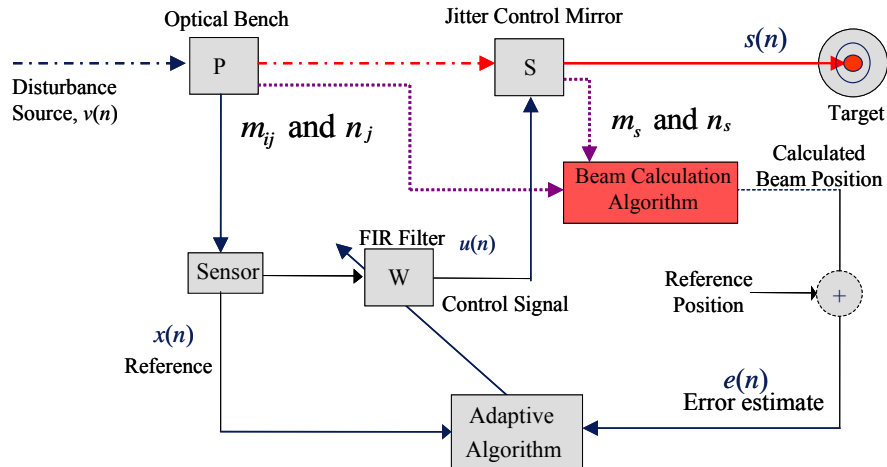 Optical Bench
Jitter Control Mirror
P
S
s(n)
Disturbance
Source, v(n)
Target
m_ij and n_j
m_s and n_s
Calculated
Beam Position
Beam Calculation
Algorithm
FIR Filter
u(n)
Sensor
W
Control Signal
Reference
Position
+
x(n)
Reference
e(n)
Error estimate
Adaptive
Algorithm